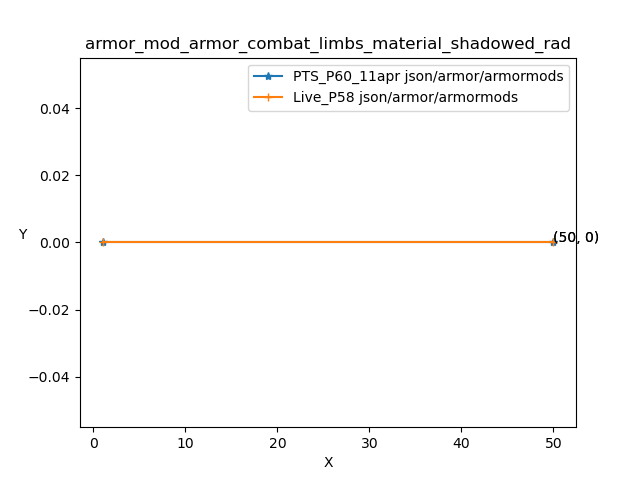 armor_mod_armor_combat_limbs_material_shadowed_rad
PTS_P60_11apr json/armor/armormods
Live_P58 json/armor/armormods
0.04
0.02
0.00
−0.02
−0.04
Y
(50, 0)
0 10 20 30 40 50
X